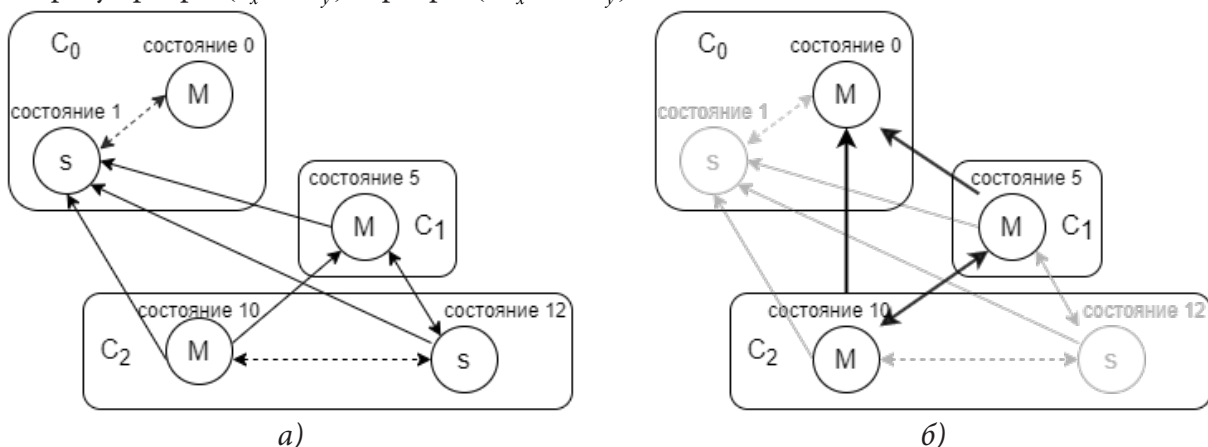 C₀ состояние 0
M
состояние 1
s
состояние 5
M C₁
состояние 10 состояние 12
C₂ M s
а)
C₀ состояние 0
M
состояние 1
s
состояние 5
M C₁
состояние 10 состояние 12
C₂ M s
б)